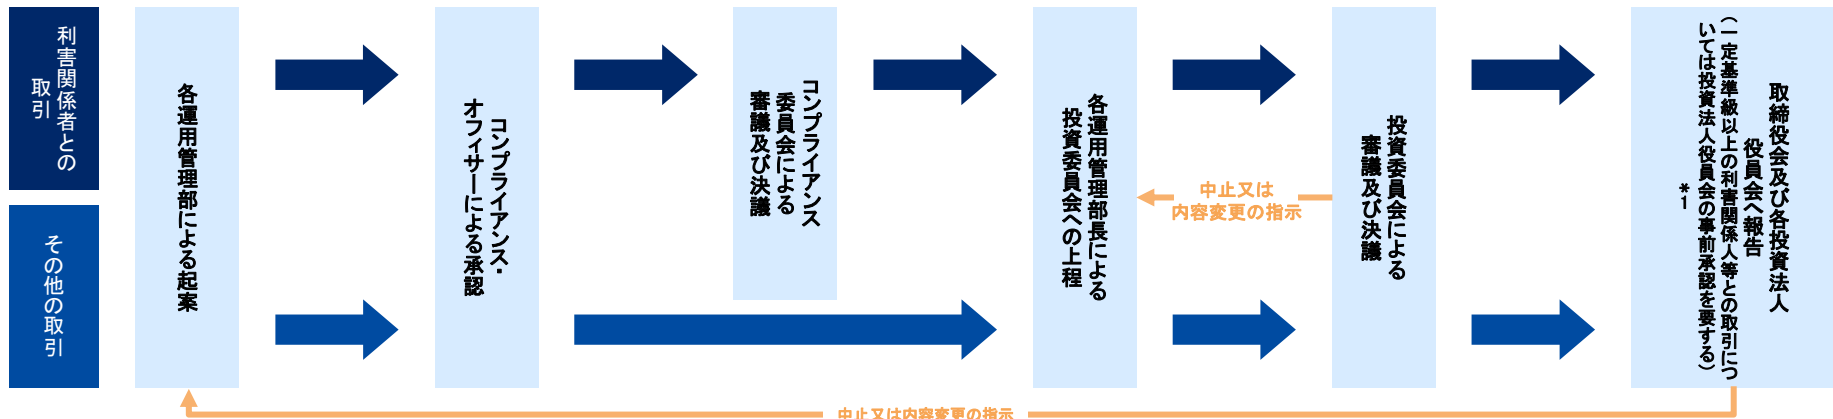 利害関係者との
取引
その他の取引
各運用管理部による起案
コンプライアンス・
オフィサーによる承認
コンプライアンス
委員会による
審議及び決議
各運用管理部長による
投資委員会への上程
中止又は
内容変更の指示
投資委員会による
審議及び決議
取締役会及び各投資法人
役員会へ報告
(一定基準級以上の利害関係人等との取引につ
いては投資法人役員会の事前承認を要する)
*1
中止又は内容変更の指示